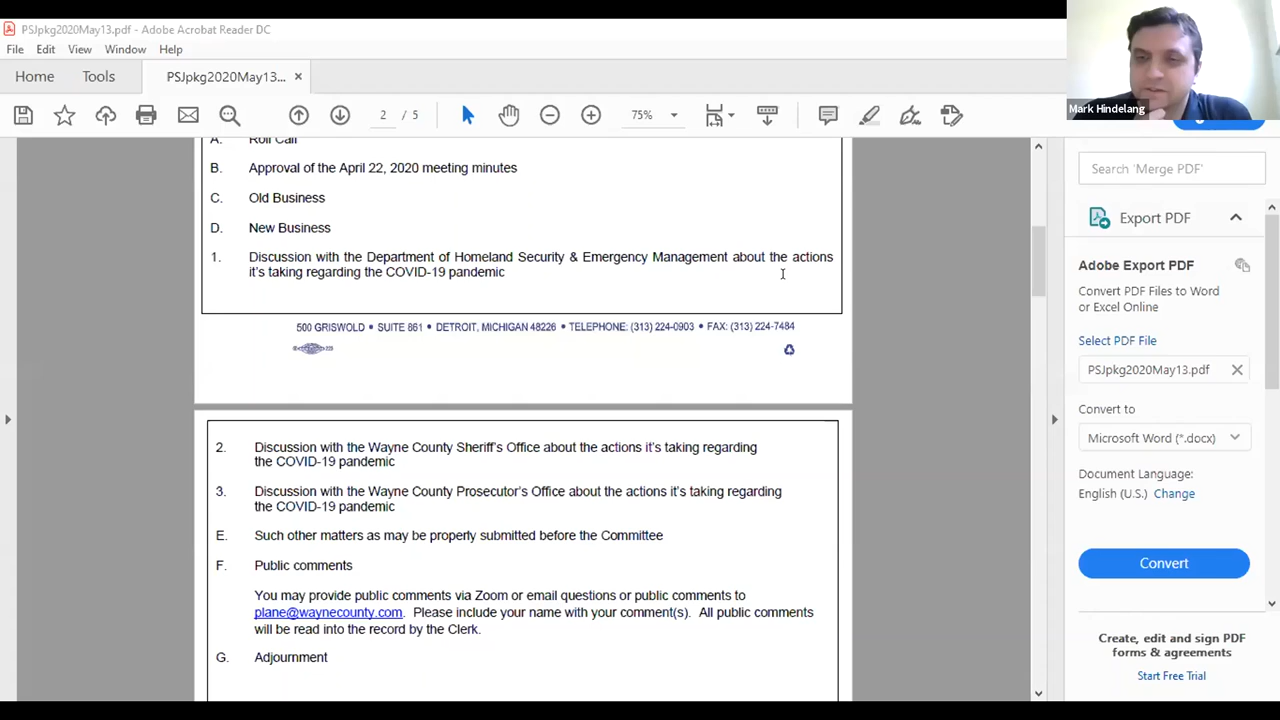 PSJpkg2020May13.pdf - Adobe Acrobat Reader DC
File Edit View Window Help
Home Tools PSJpkg2020May13... ×
2 / 5 75%
Mark Hindelang
A. Roll Call
B. Approval of the April 22, 2020 meeting minutes
C. Old Business
D. New Business
1. Discussion with the Department of Homeland Security & Emergency Management about the actions
it's taking regarding the COVID-19 pandemic
500 GRISWOLD • SUITE 861 • DETROIT, MICHIGAN 48226 • TELEPHONE: (313) 224-0903 • FAX: (313) 224-7484
2. Discussion with the Wayne County Sheriff's Office about the actions it's taking regarding
the COVID-19 pandemic
3. Discussion with the Wayne County Prosecutor's Office about the actions it's taking regarding
the COVID-19 pandemic
E. Such other matters as may be properly submitted before the Committee
F. Public comments
You may provide public comments via Zoom or email questions or public comments to
plane@waynecounty.com. Please include your name with your comment(s). All public comments
will be read into the record by the Clerk.
G. Adjournment
Search 'Merge PDF'
Export PDF
Adobe Export PDF
Convert PDF Files to Word
or Excel Online
Select PDF File
PSJpkg2020May13.pdf
Convert to
Microsoft Word (*.docx)
Document Language:
English (U.S.) Change
Convert
Create, edit and sign PDF
forms & agreements
Start Free Trial